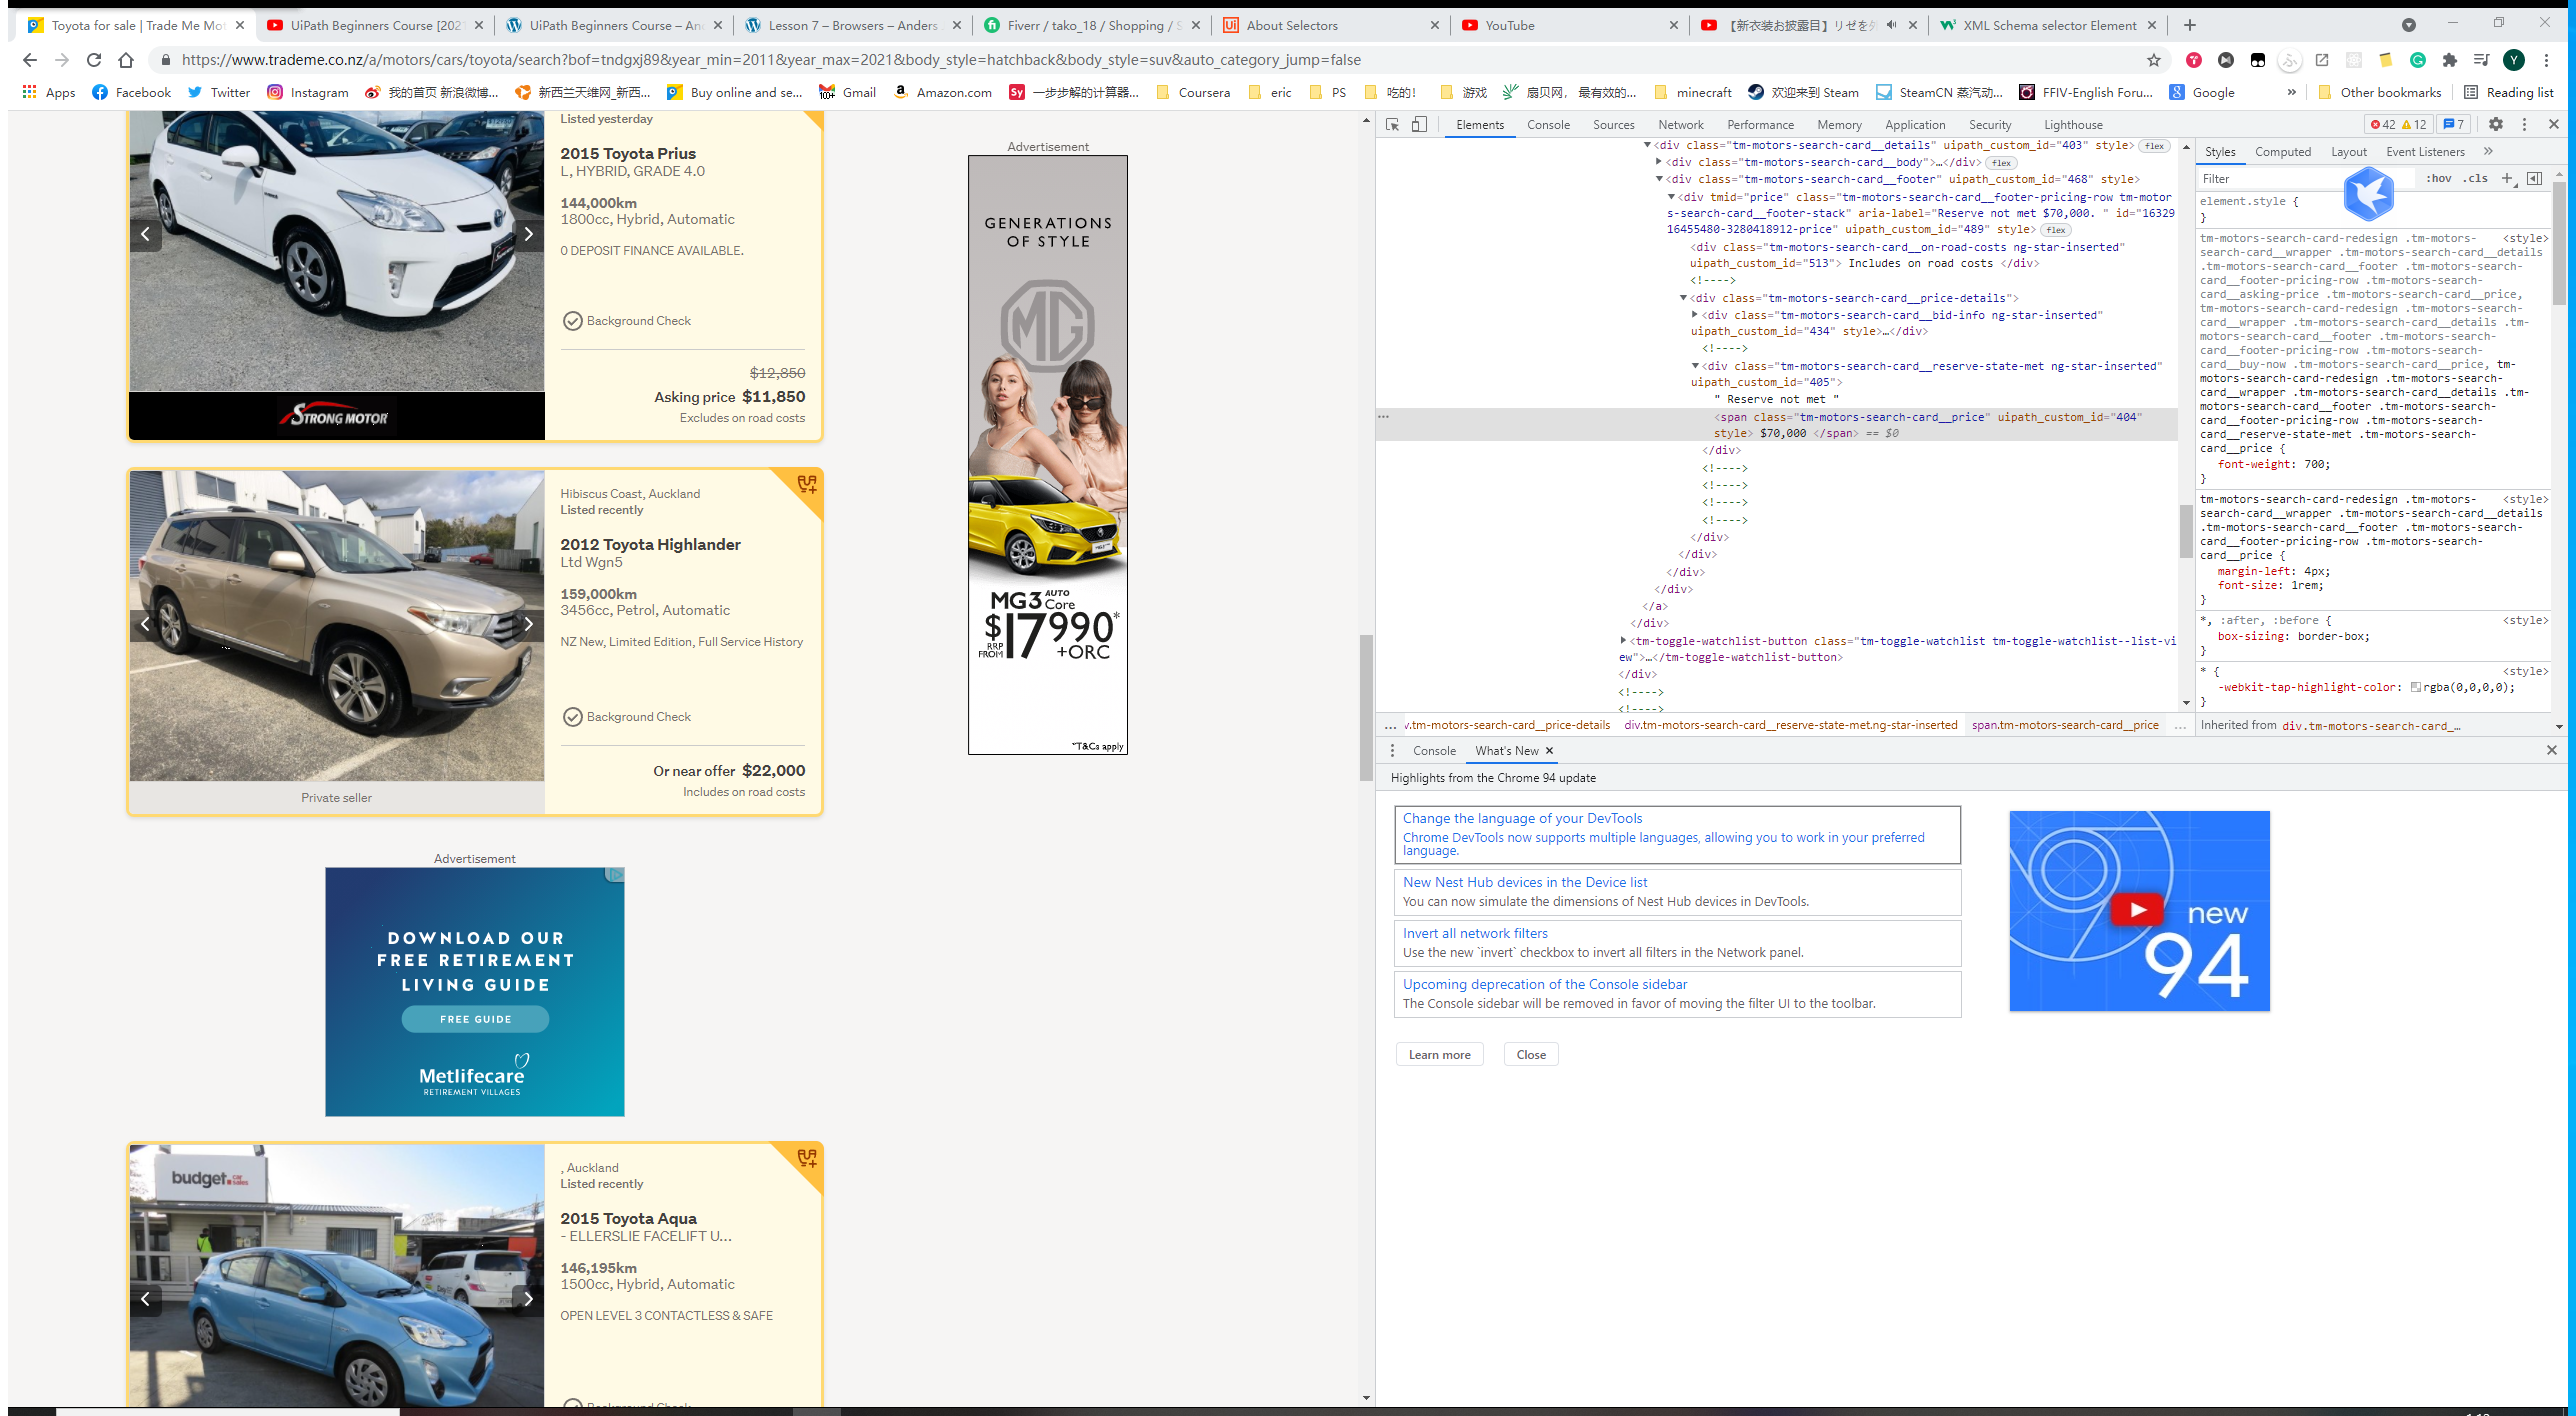 Toyota for sale | Trade Me Mot
UiPath Beginners Course [202
UiPath Beginners Course – And
Lesson 7 – Browsers – Anders
Fiverr / tako_18 / Shopping / S
About Selectors
YouTube
【新衣装お披露目】リゼを
XML Schema selector Element
https://www.trademe.co.nz/a/motors/cars/toyota/search?bof=tndgxj89&year_min=2011&year_max=2021&body_style=hatchback&body_style=suv&auto_category_jump=false
Apps
Facebook
Twitter
Instagram
我的首页 新浪微博...
新西兰天维网_新西...
Buy online and se...
Gmail
Amazon.com
一步步解的计算器...
Coursera
eric
PS
吃的！
游戏
扇贝网， 最有效的...
minecraft
欢迎来到 Steam
SteamCN 蒸汽动...
FFIV-English Foru...
Google
»
Other bookmarks
Reading list
Listed yesterday
2015 Toyota Prius
L, HYBRID, GRADE 4.0
144,000km
1800cc, Hybrid, Automatic
0 DEPOSIT FINANCE AVAILABLE.
Background Check
$12,850
Asking price $11,850
Excludes on road costs
STRONG MOTOR
Hibiscus Coast, Auckland
Listed recently
2012 Toyota Highlander
Ltd Wgn5
159,000km
3456cc, Petrol, Automatic
NZ New, Limited Edition, Full Service History
Background Check
Or near offer $22,000
Includes on road costs
Private seller
Advertisement
DOWNLOAD OUR
FREE RETIREMENT
LIVING GUIDE
FREE GUIDE
Metlifecare
RETIREMENT VILLAGES
budget. car sales
, Auckland
Listed recently
2015 Toyota Aqua
- ELLERSLIE FACELIFT U...
146,195km
1500cc, Hybrid, Automatic
OPEN LEVEL 3 CONTACTLESS & SAFE
Background Check
Advertisement
GENERATIONS
OF STYLE
MG
MG3 AUTO Core
RRP FROM $17990* +ORC
*T&Cs apply
Elements
Console
Sources
Network
Performance
Memory
Application
Security
Lighthouse
42
12
7
<div class="tm-motors-search-card__details" uipath_custom_id="403" style> flex
<div class="tm-motors-search-card__body">…</div> flex
<div class="tm-motors-search-card__footer" uipath_custom_id="468" style>
<div tmid="price" class="tm-motors-search-card__footer-pricing-row tm-motor
s-search-card__footer-stack" aria-label="Reserve not met $70,000. " id="16329
16455480-3280418912-price" uipath_custom_id="489" style> flex
<div class="tm-motors-search-card__on-road-costs ng-star-inserted"
uipath_custom_id="513"> Includes on road costs </div>
<!---->
<div class="tm-motors-search-card__price-details">
<div class="tm-motors-search-card__bid-info ng-star-inserted"
uipath_custom_id="434" style>…</div>
<!---->
<div class="tm-motors-search-card__reserve-state-met ng-star-inserted"
uipath_custom_id="405">
" Reserve not met "
<span class="tm-motors-search-card__price" uipath_custom_id="404"
style> $70,000 </span> == $0
</div>
<!---->
<!---->
<!---->
<!---->
</div>
</div>
</div>
</div>
</a>
</div>
<tm-toggle-watchlist-button class="tm-toggle-watchlist tm-toggle-watchlist--list-vi
ew">…</tm-toggle-watchlist-button>
</div>
<!---->
<!---->
... v.tm-motors-search-card__price-details div.tm-motors-search-card__reserve-state-met.ng-star-inserted span.tm-motors-search-card__price ...
Styles
Computed
Layout
Event Listeners
»
Filter
:hov .cls
element.style {
}
tm-motors-search-card-redesign .tm-motors- <style>
search-card__wrapper .tm-motors-search-card__details
.tm-motors-search-card__footer .tm-motors-search-
card__footer-pricing-row .tm-motors-search-
card__asking-price .tm-motors-search-card__price,
tm-motors-search-card-redesign .tm-motors-search-
card__wrapper .tm-motors-search-card__details .tm-
motors-search-card__footer .tm-motors-search-
card__footer-pricing-row .tm-motors-search-
card__buy-now .tm-motors-search-card__price, tm-
motors-search-card-redesign .tm-motors-search-
card__wrapper .tm-motors-search-card__details .tm-
motors-search-card__footer .tm-motors-search-
card__footer-pricing-row .tm-motors-search-
card__reserve-state-met .tm-motors-search-
card__price {
font-weight: 700;
}
tm-motors-search-card-redesign .tm-motors- <style>
search-card__wrapper .tm-motors-search-card__details
.tm-motors-search-card__footer .tm-motors-search-
card__footer-pricing-row .tm-motors-search-
card__price {
margin-left: 4px;
font-size: 1rem;
}
*, :after, :before { <style>
box-sizing: border-box;
}
* { <style>
-webkit-tap-highlight-color: rgba(0,0,0,0);
}
Inherited from div.tm-motors-search-card_…
Console
What's New
Highlights from the Chrome 94 update
Change the language of your DevTools
Chrome DevTools now supports multiple languages, allowing you to work in your preferred
language.
New Nest Hub devices in the Device list
You can now simulate the dimensions of Nest Hub devices in DevTools.
Invert all network filters
Use the new `invert` checkbox to invert all filters in the Network panel.
Upcoming deprecation of the Console sidebar
The Console sidebar will be removed in favor of moving the filter UI to the toolbar.
Learn more
Close
new
94